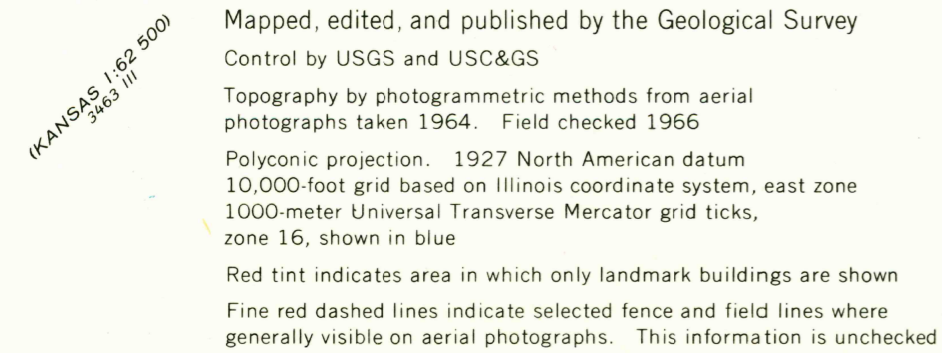 (KANSAS 1:62 500)
3463 III
Mapped, edited, and published by the Geological Survey
Control by USGS and USC&GS
Topography by photogrammetric methods from aerial
photographs taken 1964. Field checked 1966
Polyconic projection. 1927 North American datum
10,000-foot grid based on Illinois coordinate system, east zone
1000-meter Universal Transverse Mercator grid ticks,
zone 16, shown in blue
Red tint indicates area in which only landmark buildings are shown
Fine red dashed lines indicate selected fence and field lines where
generally visible on aerial photographs. This information is unchecked